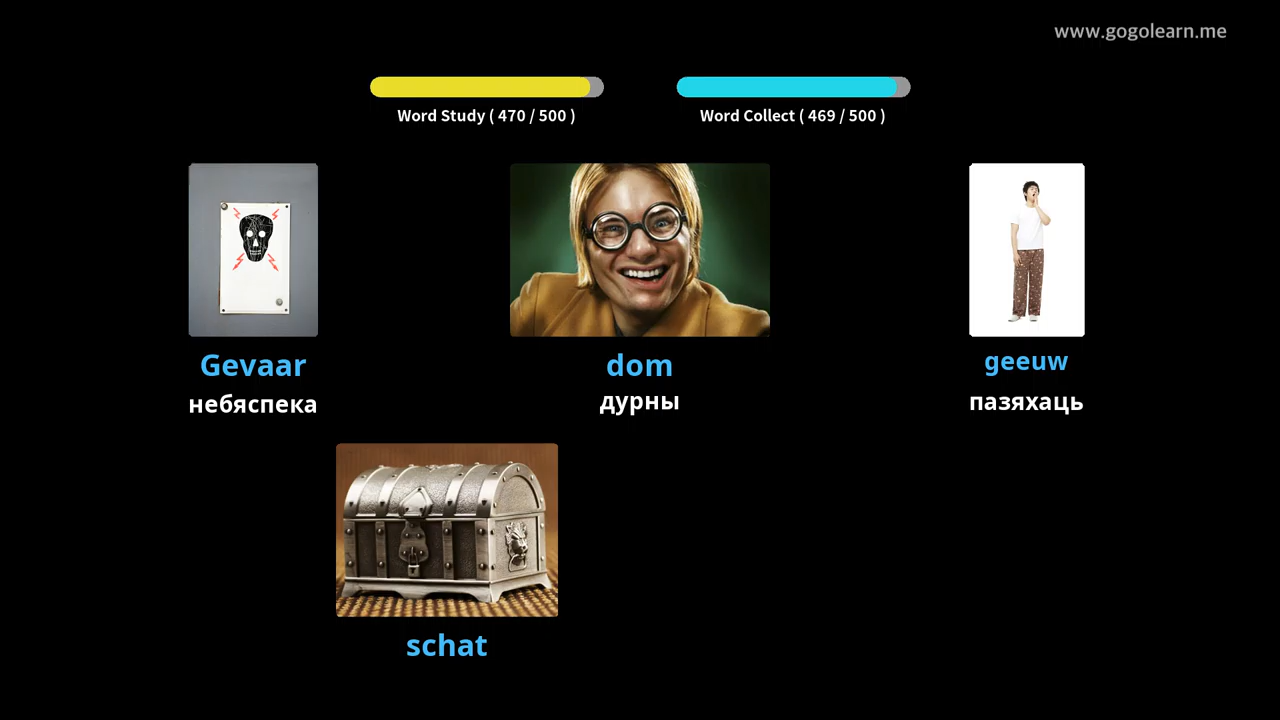 www.gogolearn.me
Word Study ( 470 / 500 )
Word Collect ( 469 / 500 )
Gevaar
dom
geeuw
небяспека
дурны
пазяхаць
schat